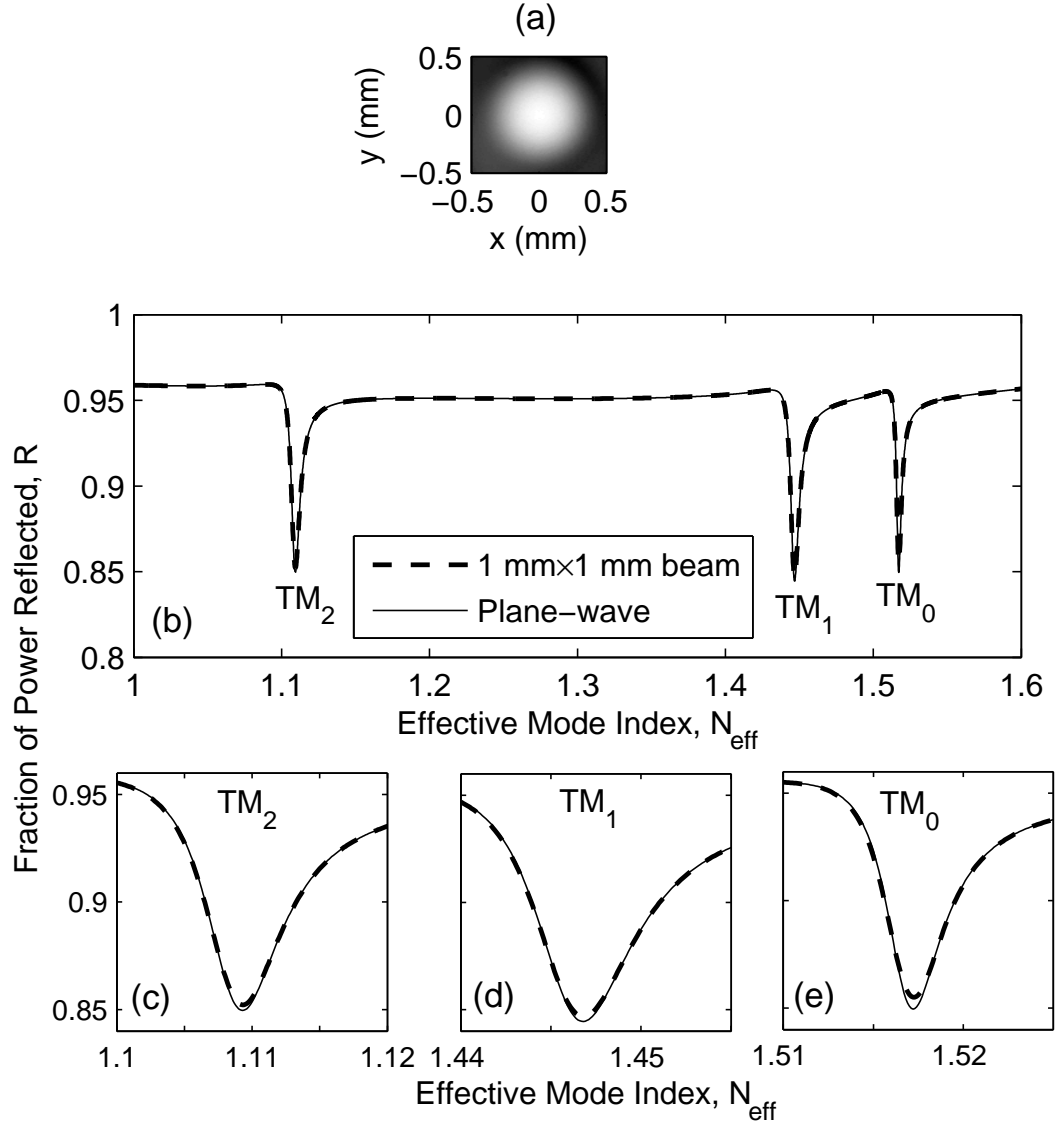 (a)
0.5
0
−0.5
y (mm)
−0.5 0 0.5
x (mm)
Fraction of Power Reflected, R
1
0.95
0.9
0.85
0.8
TM2
TM1
TM0
1 mm×1 mm beam
Plane−wave
(b)
1 1.1 1.2 1.3 1.4 1.5 1.6
Effective Mode Index, Neff
0.95
0.9
0.85
TM2
TM1
TM0
(c)
(d)
(e)
1.1 1.11 1.12 1.44 1.45 1.51 1.52
Effective Mode Index, Neff